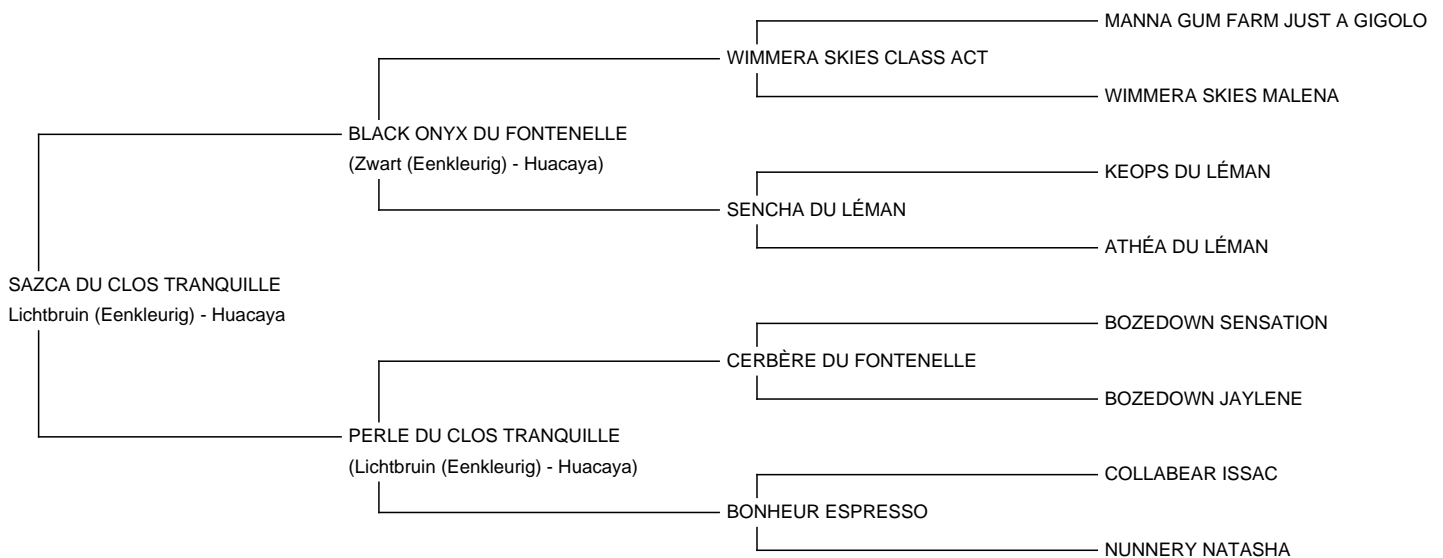 MANNA GUM FARM JUST A GIGOLO
WIMMERA SKIES CLASS ACT
WIMMERA SKIES MALENA
BLACK ONYX DU FONTENELLE
(Zwart (Eenkleurig) - Huacaya)
KEOPS DU LÉMAN
SENCHA DU LÉMAN
ATHÉA DU LÉMAN
SAZCA DU CLOS TRANQUILLE
Lichtbruin (Eenkleurig) - Huacaya
BOZEDOWN SENSATION
CERBÈRE DU FONTENELLE
BOZEDOWN JAYLENE
PERLE DU CLOS TRANQUILLE
(Lichtbruin (Eenkleurig) - Huacaya)
COLLABEAR ISSAC
BONHEUR ESPRESSO
NUNNERY NATASHA